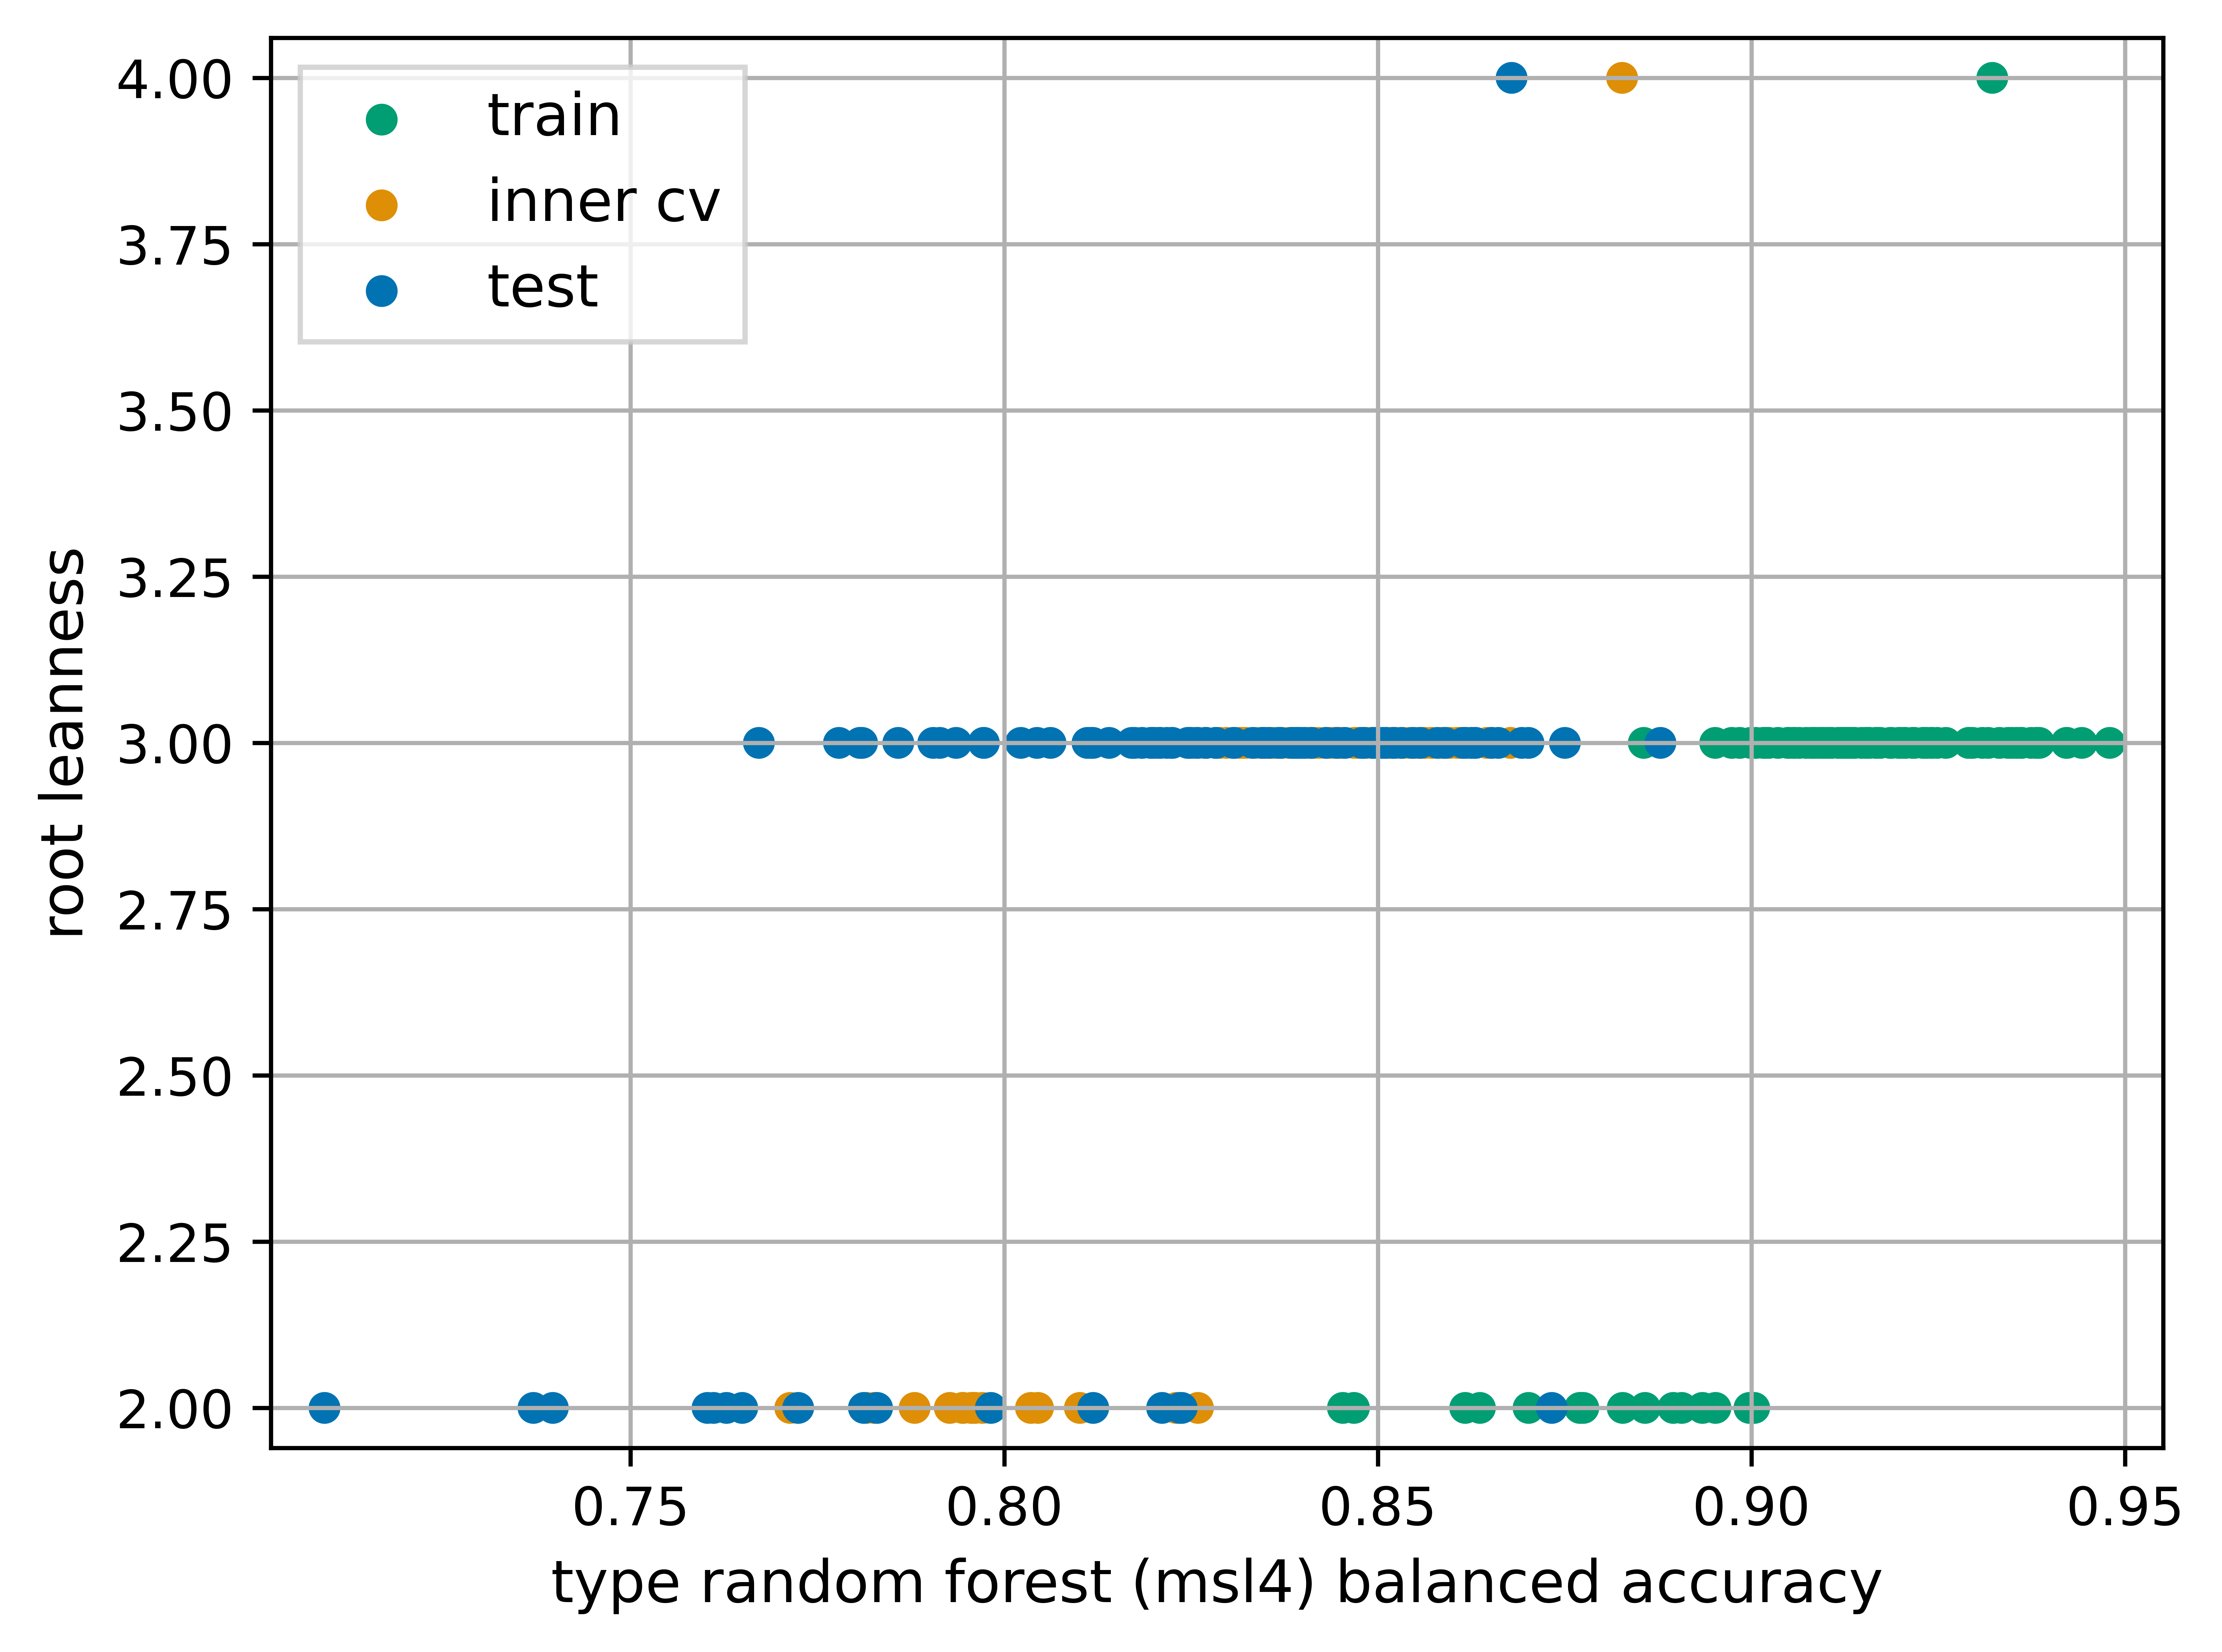 4.00
3.75
3.50
3.25
3.00
2.75
2.50
2.25
2.00
root leanness
train
inner cv
test
0.75 0.80 0.85 0.90 0.95
type random forest (msl4) balanced accuracy